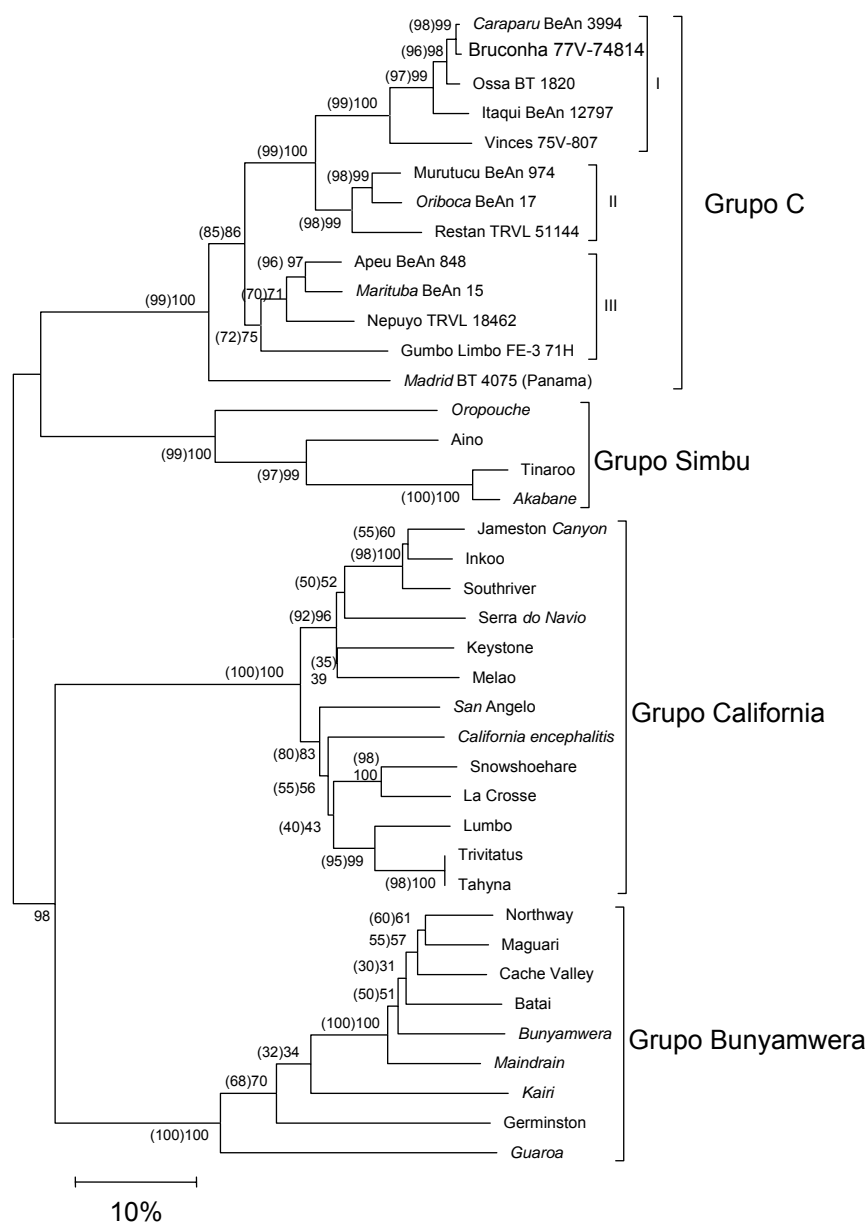 (98)99 Caraparu BeAn 3994
(96)98 Bruconha 77V-74814
(97)99 Ossa BT 1820
I
(99)100 Itaqui BeAn 12797
Vinces 75V-807
(99)100
(98)99 Murutucu BeAn 974
Oriboca BeAn 17
II
(98)99 Restan TRVL 51144
Grupo C
(85)86
(96) 97 Apeu BeAn 848
(70)71 Marituba BeAn 15
III
(99)100
Nepuyo TRVL 18462
(72)75 Gumbo Limbo FE-3 71H
Madrid BT 4075 (Panama)
Oropouche
(99)100 Aino
Grupo Simbu
(97)99 Tinaroo
(100)100 Akabane
(55)60 Jameston Canyon
(98)100 Inkoo
(50)52 Southriver
(92)96 Serra do Navio
Keystone
(35)
39
(100)100 Melao
San Angelo
Grupo California
(80)83 California encephalitis
(98)
100
Snowshoehare
(55)56 La Crosse
(40)43 Lumbo
(95)99 Trivitatus
(98)100 Tahyna
98
(60)61 Northway
55)57 Maguari
(30)31 Cache Valley
(50)51 Batai
(100)100 Bunyamwera
Grupo Bunyamwera
(32)34 Maindrain
(68)70 Kairi
Germinston
(100)100 Guaroa
10%